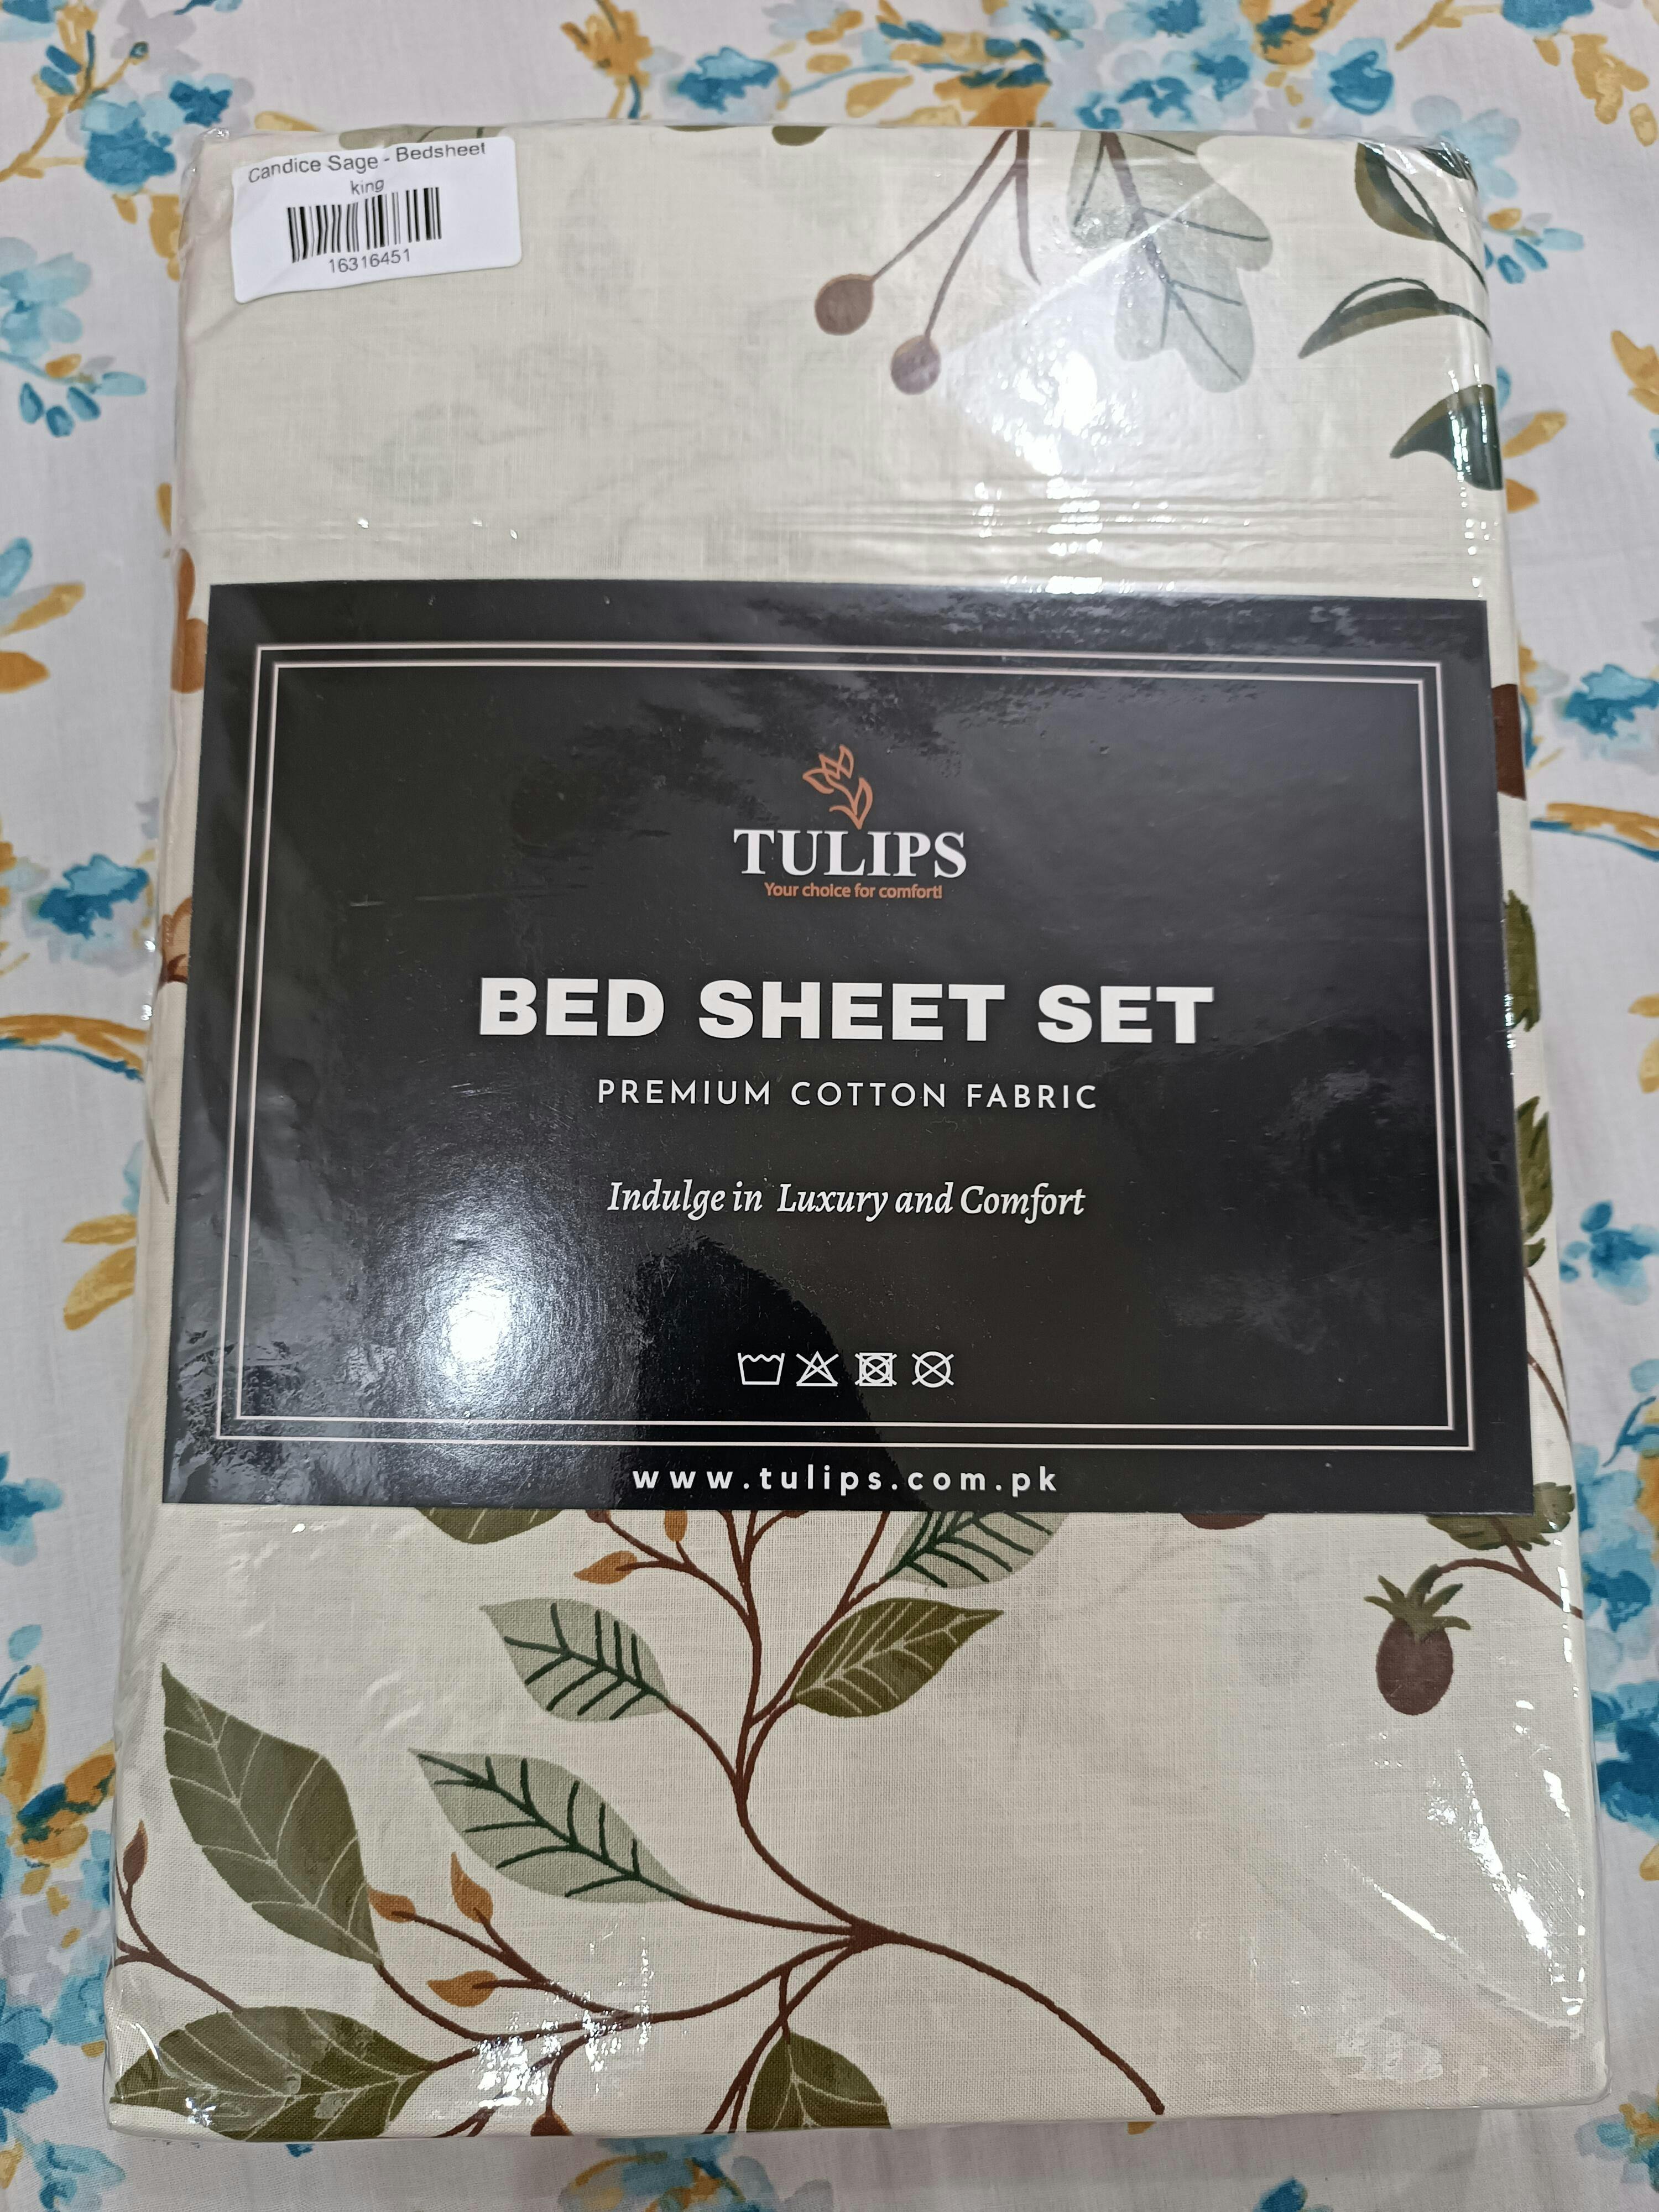 Candice Sage - Bedsheet
king
16316451
TULIPS
Your choice for comfort!
BED SHEET SET
PREMIUM COTTON FABRIC
Indulge in Luxury and Comfort
www.tulips.com.pk